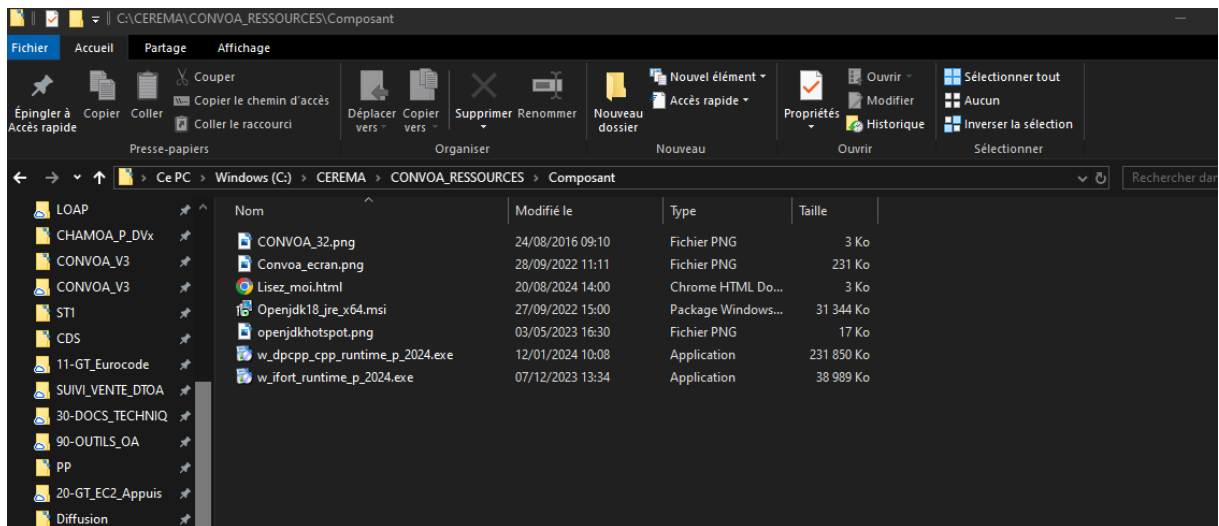 C:\CEREMA\CONVOA_RESSOURCES\Composant
Fichier Accueil Partage Affichage
Épingler à Accès rapide
Copier
Coller
Couper
Copier le chemin d'accès
Coller le raccourci
Presse-papiers
Déplacer vers
Copier vers
Supprimer
Renommer
Organiser
Nouveau dossier
Nouvel élément
Accès rapide
Nouveau
Propriétés
Ouvrir
Modifier
Historique
Ouvrir
Sélectionner tout
Aucun
Inverser la sélection
Sélectionner
Ce PC > Windows (C:) > CEREMA > CONVOA_RESSOURCES > Composant
Rechercher dan
LOAP
CHAMOA_P_DVx
CONVOA_V3
CONVOA_V3
ST1
CDS
11-GT_Eurocode
SUIVI_VENTE_DTOA
30-DOCS_TECHNIQ
90-OUTILS_OA
PP
20-GT_EC2_Appuis
Diffusion
Nom Modifié le Type Taille
CONVOA_32.png 24/08/2016 09:10 Fichier PNG 3 Ko
Convoa_ecran.png 28/09/2022 11:11 Fichier PNG 231 Ko
Lisez_moi.html 20/08/2024 14:00 Chrome HTML Do... 3 Ko
Openjdk18_jre_x64.msi 27/09/2022 15:00 Package Windows... 31 344 Ko
openjdkhotspot.png 03/05/2023 16:30 Fichier PNG 17 Ko
w_dpcpp_cpp_runtime_p_2024.exe 12/01/2024 10:08 Application 231 850 Ko
w_ifort_runtime_p_2024.exe 07/12/2023 13:34 Application 38 989 Ko